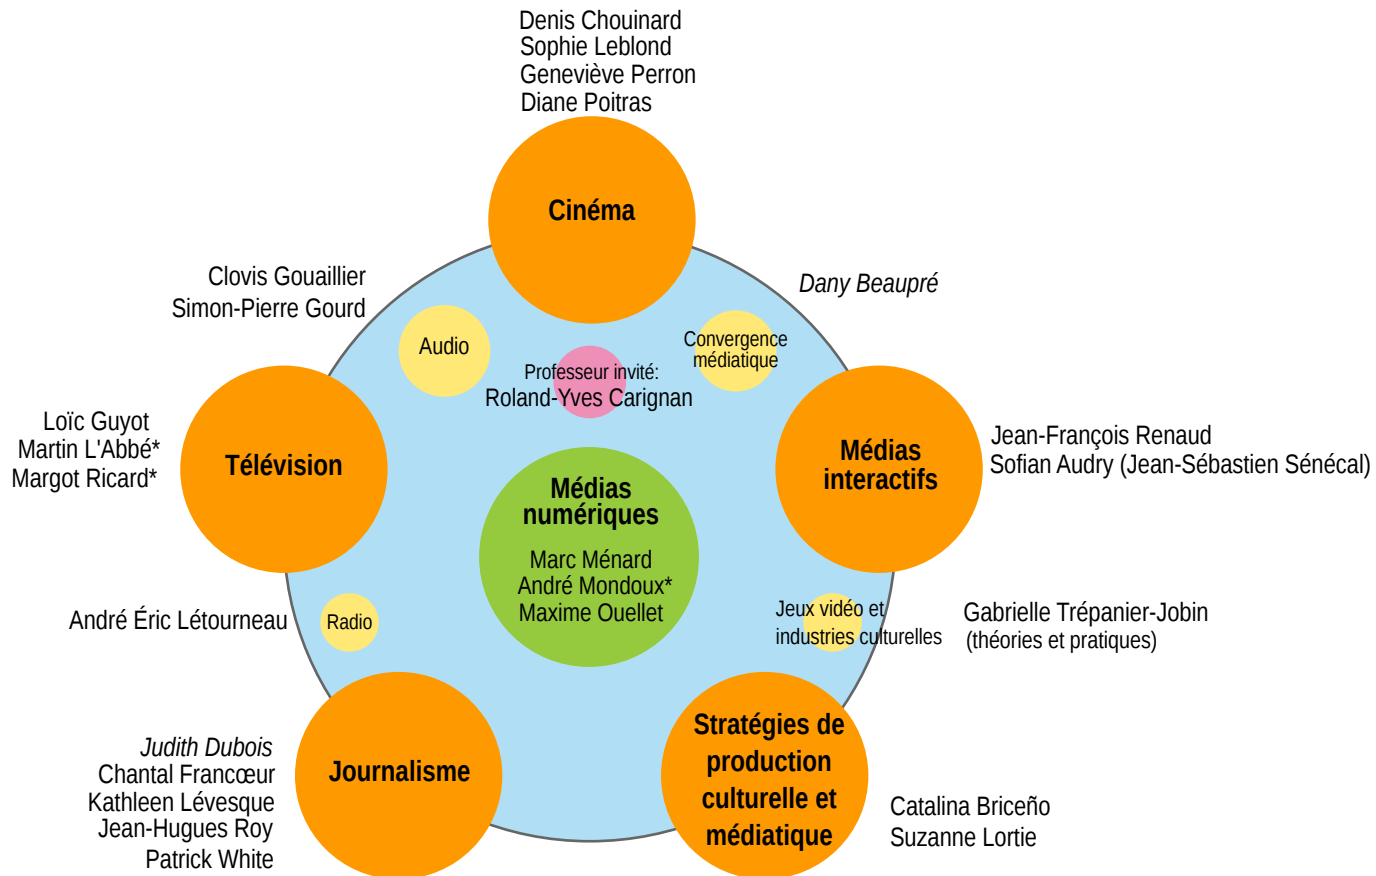 Denis Chouinard
Sophie Leblond
Geneviève Perron
Diane Poitras
Cinéma
Clovis Gouaillier
Simon-Pierre Gourd
Audio
Dany Beaupré
Convergence
médiatique
Professeur invité:
Roland-Yves Carignan
Loïc Guyot
Martin L'Abbé*
Margot Ricard*
Télévision
Médias
interactifs
Jean-François Renaud
Sofian Audry (Jean-Sébastien Sénécal)
Médias
numériques
Marc Ménard
André Mondoux*
Maxime Ouellet
André Éric Létourneau
Radio
Jeux vidéo et
industries culturelles
Gabrielle Trépanier-Jobin
(théories et pratiques)
Judith Dubois
Chantal Francœur
Kathleen Lévesque
Jean-Hugues Roy
Patrick White
Journalisme
Stratégies de
production
culturelle et
médiatique
Catalina Briceño
Suzanne Lortie